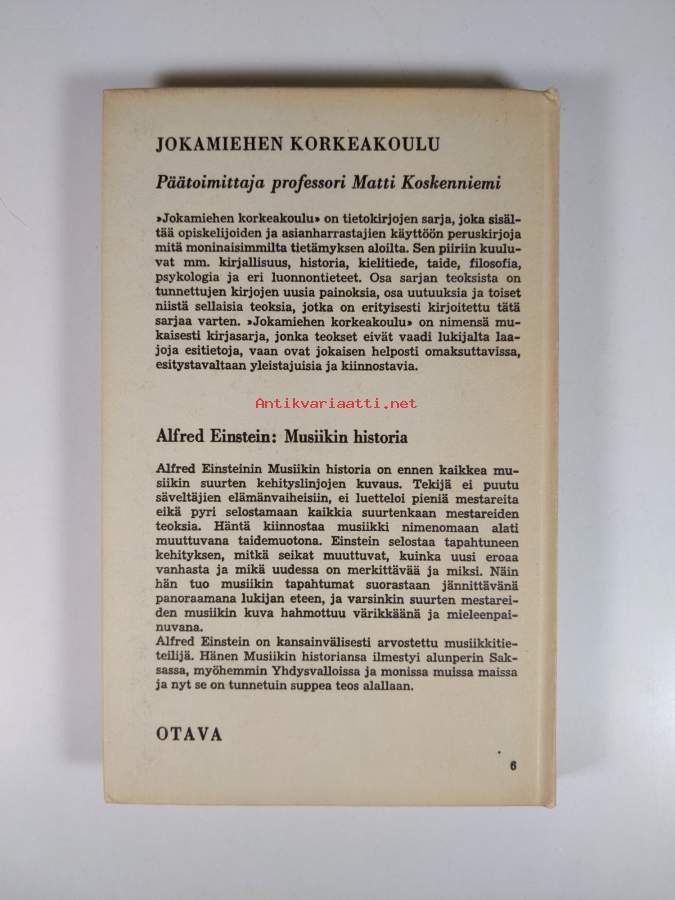 JOKAMIEHEN KORKEAKOULU
Päätoimittaja professori Matti Koskenniemi
»Jokamiehen korkeakoulu» on tietokirjojen sarja, joka sisäl-
tää opiskelijoiden ja asianharrastajien käyttöön peruskirjoja
mitä moninaisimmilta tietämyksen aloilta. Sen piiriin kuulu-
vat mm. kirjallisuus, historia, kielitiede, taide, filosofia,
psykologia ja eri luonnontieteet. Osa sarjan teoksista on
tunnettujen kirjojen uusia painoksia, osa uutuuksia ja toiset
niistä sellaisia teoksia, jotka on erityisesti kirjoitettu tätä
sarjaa varten. »Jokamiehen korkeakoulu» on nimensä mu-
kaisesti kirjasarja, jonka teokset eivät vaadi lukijalta laa-
joja esitietoja, vaan ovat jokaisen helposti omaksuttavissa,
esitystavaltaan yleistajuisia ja kiinnostavia.
Antikvariaatti.net
Alfred Einstein: Musiikin historia
Alfred Einsteinin Musiikin historia on ennen kaikkea mu-
siikin suurten kehityslinjojen kuvaus. Tekijä ei puutu
säveltäjien elämänvaiheisiin, ei luetteloi pieniä mestareita
eikä pyri selostamaan kaikkia suurtenkaan mestareiden
teoksia. Häntä kiinnostaa musiikki nimenomaan alati
muuttuvana taidemuotona. Einstein selostaa tapahtuneen
kehityksen, mitkä seikat muuttuvat, kuinka uusi eroaa
vanhasta ja mikä uudessa on merkittävää ja miksi. Näin
hän tuo musiikin tapahtumat suorastaan jännittävänä
panoraamana lukijan eteen, ja varsinkin suurten mestarei-
den musiikin kuva hahmottuu värikkäänä ja mieleenpai-
nuvana.
Alfred Einstein on kansainvälisesti arvostettu musiikkitie-
teilijä. Hänen Musiikin historiansa ilmestyi alunperin Sak-
sassa, myöhemmin Yhdysvalloissa ja monissa muissa maissa
ja nyt se on tunnetuin suppea teos alallaan.
OTAVA
6